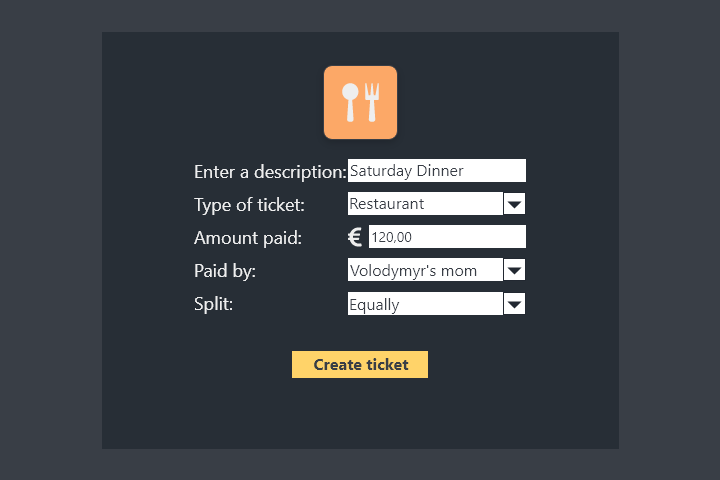 Enter a description: Saturday Dinner
Type of ticket: Restaurant
Amount paid: € 120,00
Paid by: Volodymyr's mom
Split: Equally
Create ticket